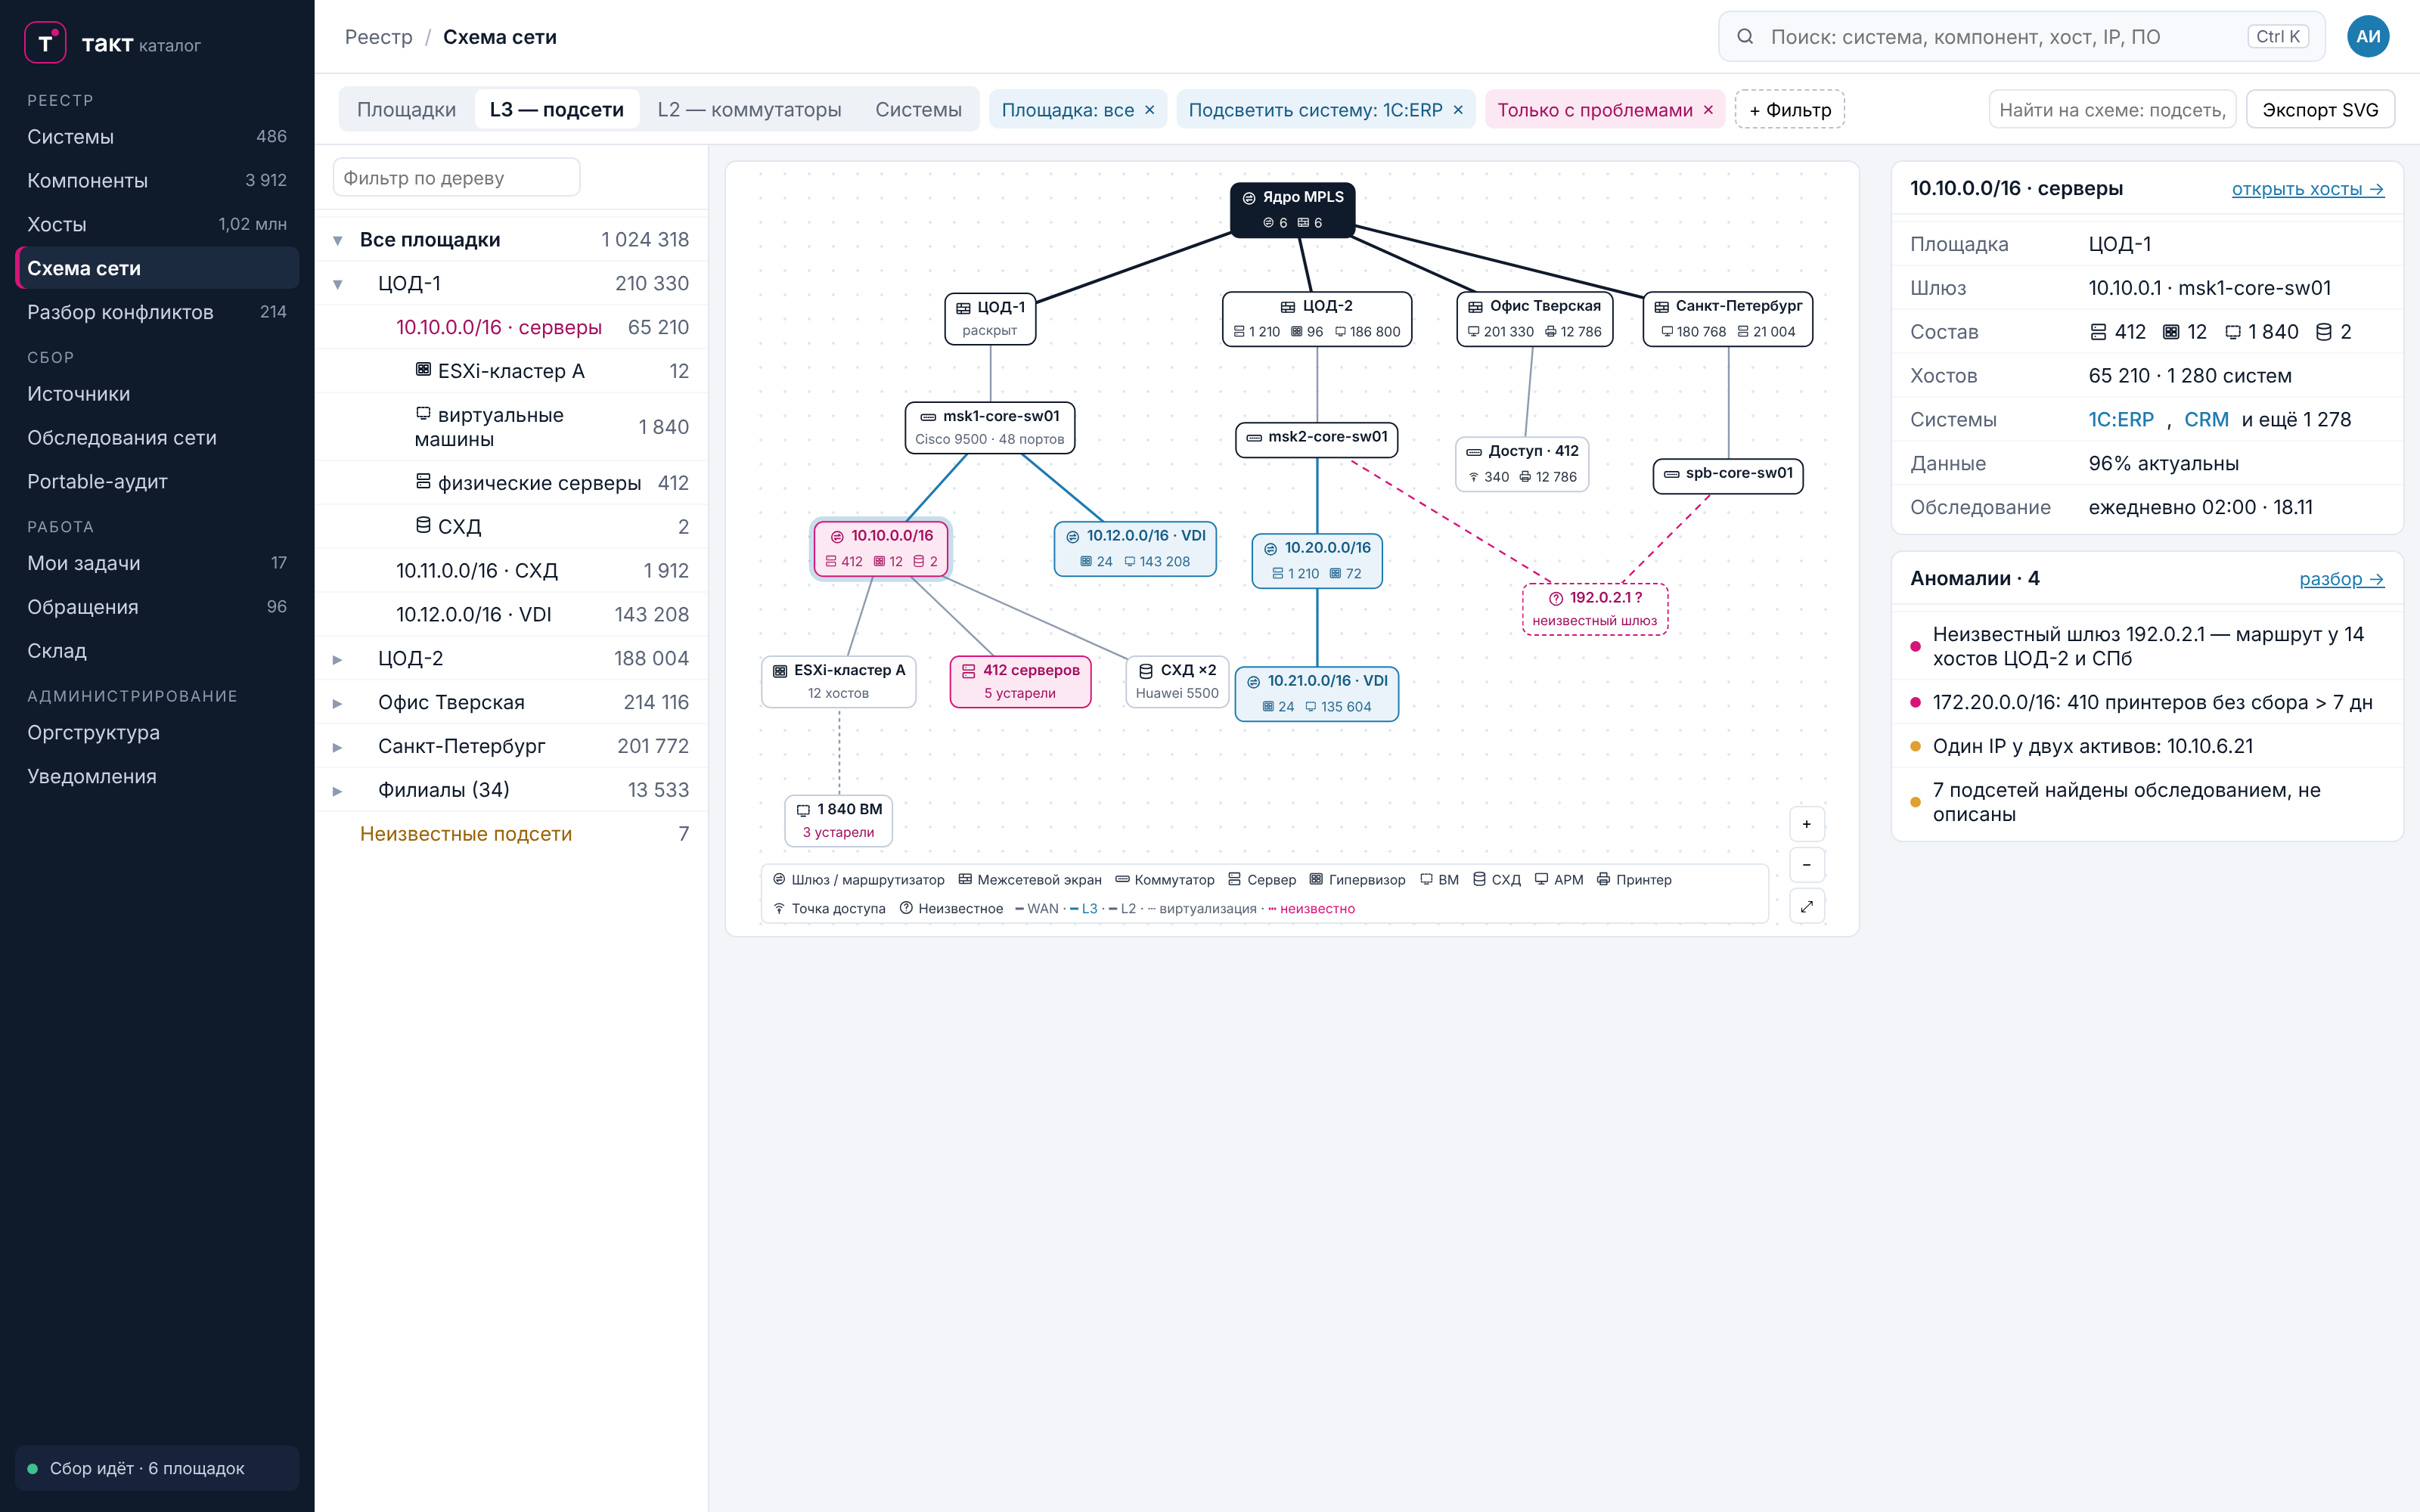 такт каталог
РЕЕСТР
Системы 486
Компоненты 3 912
Хосты 1,02 млн
Схема сети
Разбор конфликтов 214
СБОР
Источники
Обследования сети
Portable-аудит
РАБОТА
Мои задачи 17
Обращения 96
Склад
АДМИНИСТРИРОВАНИЕ
Оргструктура
Уведомления
Сбор идёт · 6 площадок
Реестр / Схема сети
Поиск: система, компонент, хост, IP, ПО Ctrl K
АИ
Площадки L3 — подсети L2 — коммутаторы Системы
Площадка: все ×
Подсветить систему: 1С:ERP ×
Только с проблемами ×
+ Фильтр
Найти на схеме: подсеть,
Экспорт SVG
Фильтр по дереву
Все площадки 1 024 318
ЦОД-1 210 330
10.10.0.0/16 · серверы 65 210
ESXi-кластер A 12
виртуальные
машины 1 840
физические серверы 412
СХД 2
10.11.0.0/16 · СХД 1 912
10.12.0.0/16 · VDI 143 208
ЦОД-2 188 004
Офис Тверская 214 116
Санкт-Петербург 201 772
Филиалы (34) 13 533
Неизвестные подсети 7
Ядро MPLS
6 6
ЦОД-1
раскрыт
ЦОД-2
1 210 96 186 800
Офис Тверская
201 330 12 786
Санкт-Петербург
180 768 21 004
msk1-core-sw01
Cisco 9500 · 48 портов
msk2-core-sw01
Доступ · 412
340 12 786
spb-core-sw01
10.10.0.0/16
412 12 2
10.12.0.0/16 · VDI
24 143 208
10.20.0.0/16
1 210 72
192.0.2.1 ?
неизвестный шлюз
ESXi-кластер A
12 хостов
412 серверов
5 устарели
СХД ×2
Huawei 5500
10.21.0.0/16 · VDI
24 135 604
1 840 ВМ
3 устарели
Шлюз / маршрутизатор Межсетевой экран Коммутатор Сервер Гипервизор ВМ СХД АРМ Принтер
Точка доступа Неизвестное WAN · L3 · L2 · виртуализация · неизвестно
+
−
10.10.0.0/16 · серверы открыть хосты →
Площадка ЦОД-1
Шлюз 10.10.0.1 · msk1-core-sw01
Состав 412 12 1 840 2
Хостов 65 210 · 1 280 систем
Системы 1С:ERP , CRM и ещё 1 278
Данные 96% актуальны
Обследование ежедневно 02:00 · 18.11
Аномалии · 4 разбор →
Неизвестный шлюз 192.0.2.1 — маршрут у 14
хостов ЦОД-2 и СПб
172.20.0.0/16: 410 принтеров без сбора > 7 дн
Один IP у двух активов: 10.10.6.21
7 подсетей найдены обследованием, не
описаны